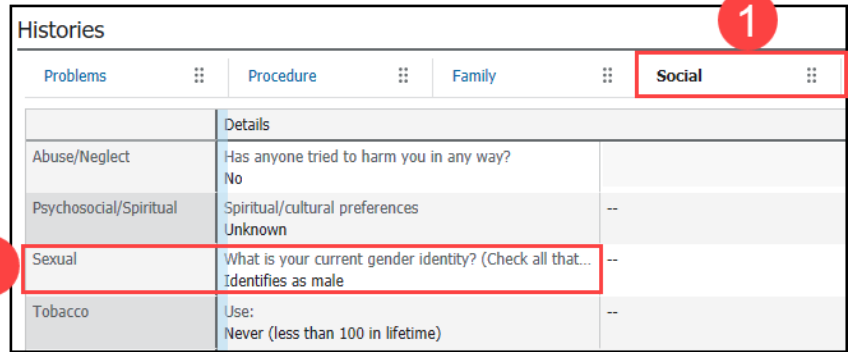 Histories
1
Problems Procedure Family Social
Details
Abuse/Neglect Has anyone tried to harm you in any way?
No
Psychosocial/Spiritual Spiritual/cultural preferences --
Unknown
Sexual What is your current gender identity? (Check all that... --
Identifies as male
Tobacco Use: --
Never (less than 100 in lifetime)